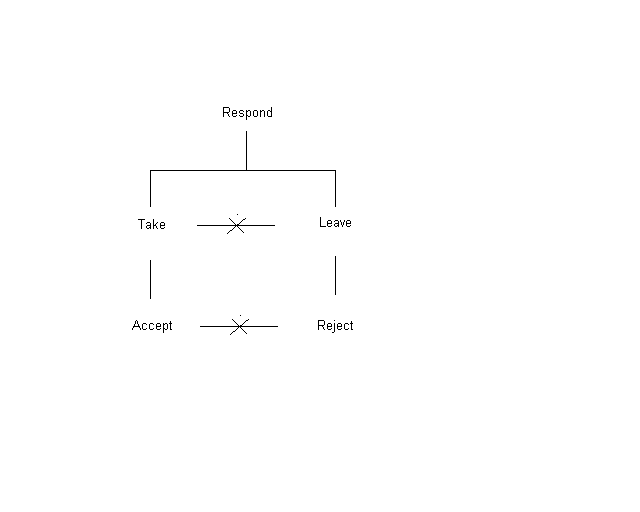 Respond
Take
Leave
Accept
Reject